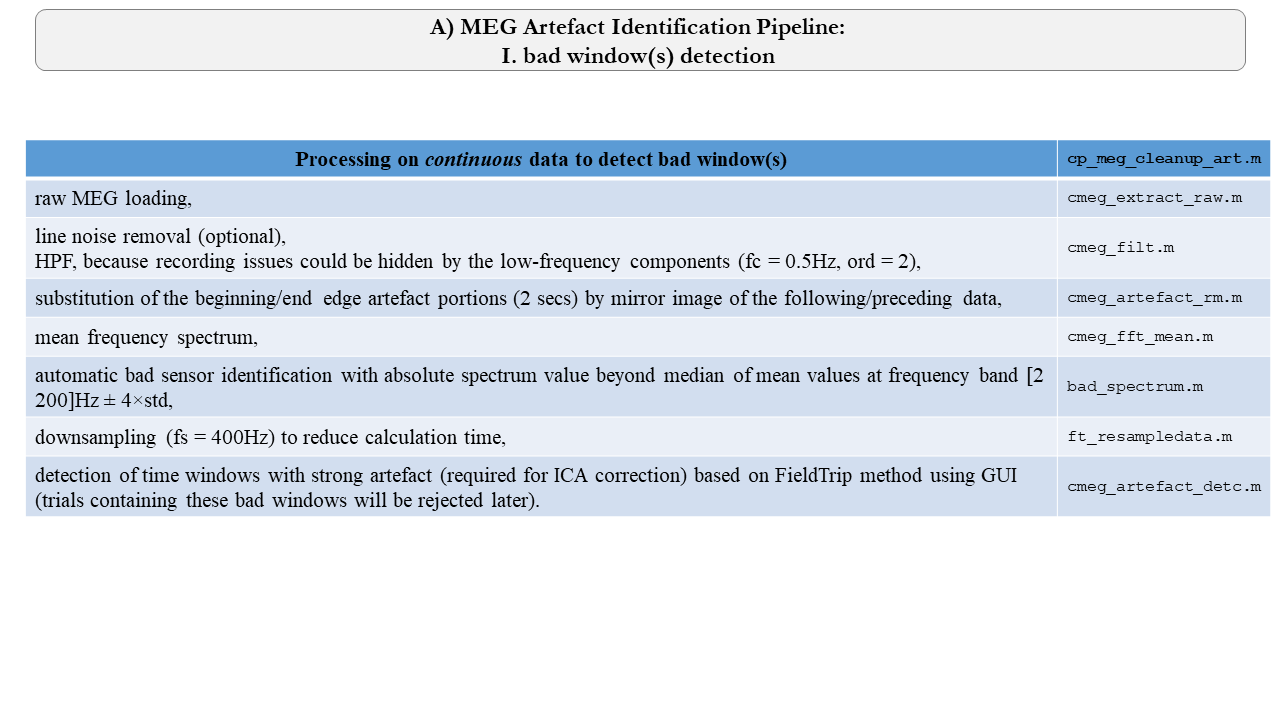 A) MEG Artefact Identification Pipeline:
I. bad window(s) detection
Processing on continuous data to detect bad window(s)
cp_meg_cleanup_art.m
raw MEG loading,
cmeg_extract_raw.m
line noise removal (optional),
HPF, because recording issues could be hidden by the low-frequency components (fc = 0.5Hz, ord = 2),
cmeg_filt.m
substitution of the beginning/end edge artefact portions (2 secs) by mirror image of the following/preceding data,
cmeg_artefact_rm.m
mean frequency spectrum,
cmeg_fft_mean.m
automatic bad sensor identification with absolute spectrum value beyond median of mean values at frequency band [2
200]Hz ± 4×std,
bad_spectrum.m
downsampling (fs = 400Hz) to reduce calculation time,
ft_resampledata.m
detection of time windows with strong artefact (required for ICA correction) based on FieldTrip method using GUI
(trials containing these bad windows will be rejected later).
cmeg_artefact_detc.m